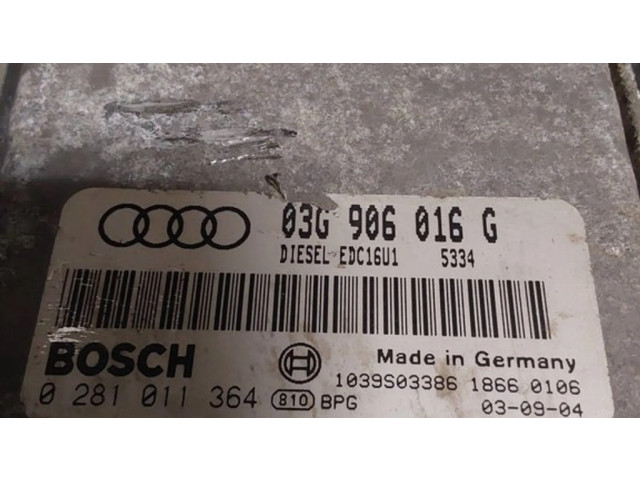 03G 906 016 G
DIESEL EDC16U1 5334
BOSCH
Made in Germany
0 281 011 364 810 BPG
1039S03386 1866 0106
03-09-04